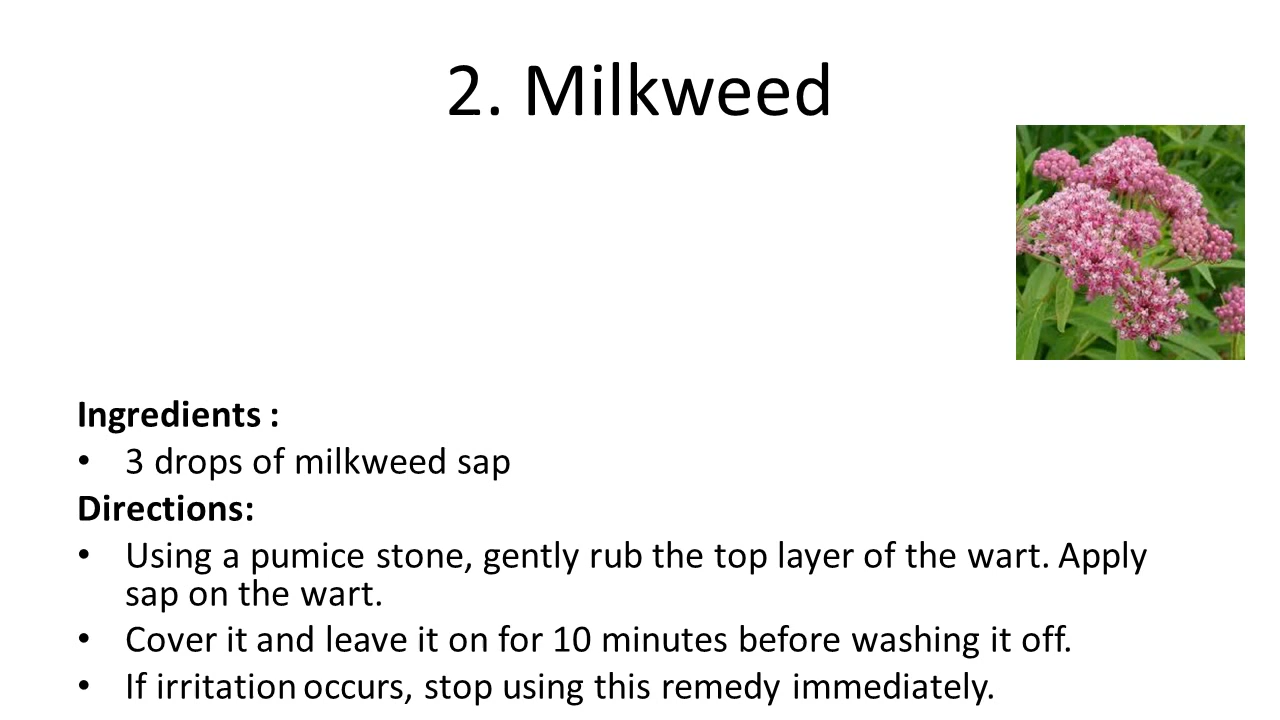 2. Milkweed
Ingredients :
• 3 drops of milkweed sap
Directions:
• Using a pumice stone, gently rub the top layer of the wart. Apply
sap on the wart.
• Cover it and leave it on for 10 minutes before washing it off.
• If irritation occurs, stop using this remedy immediately.